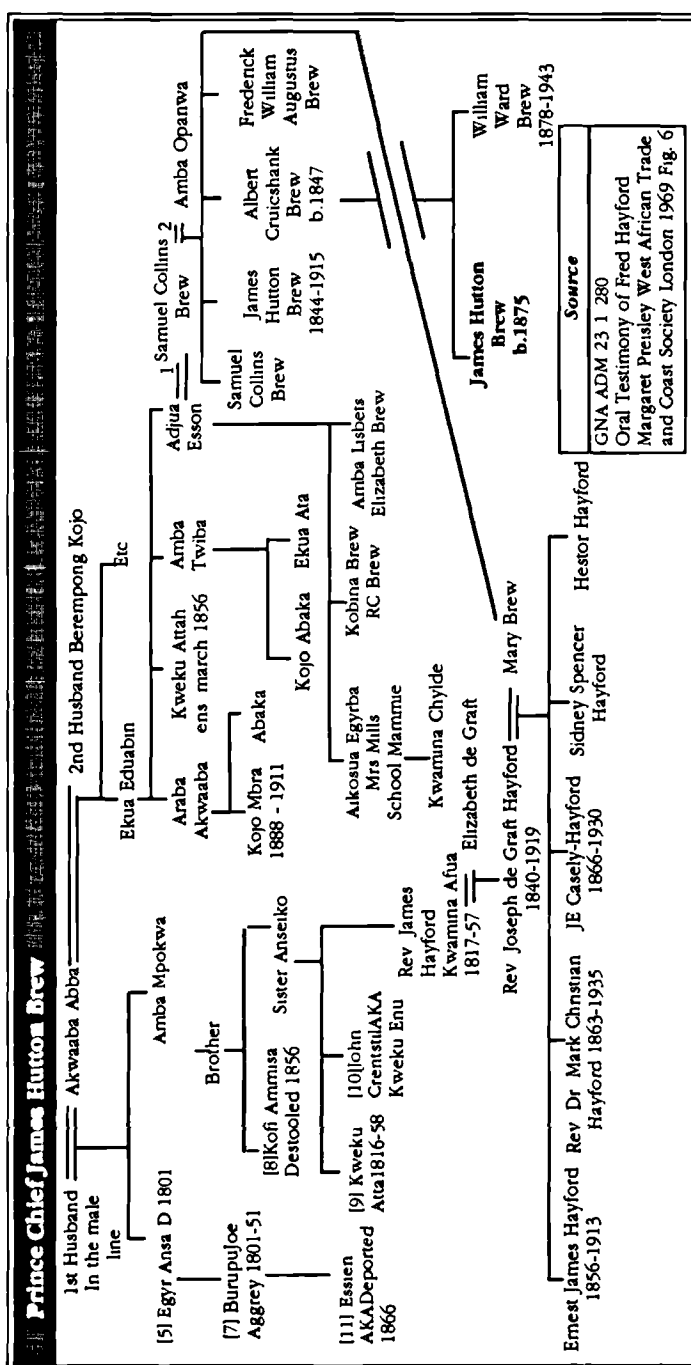 Prince Chief James Hutton Brew
1st Husband
In the male
line
Akwaaba Abba
2nd Husband Berempong Kojo
Amba Mpokwa
Ekua Eduabin
Etc
[5] Egyr Ansa D 1801
Brother
Araba
Akwaaba
Kweku Attah
ens march 1856
Amba
Twiba
Adjua
Esson
1
Samuel Collins
Brew
2
Amba Opanwa
[7] Burupujoe
Aggrey 1801-51
[8]Kofi Ammisa
Destooled 1856
Sister Anseiko
Kojo Mbra
1888 - 1911
Abaka
Kojo Abaka
Ekua Ata
Samuel
Collins
Brew
James
Hutton
Brew
1844-1915
Albert
Cruicshank
Brew
b.1847
Frederick
William
Augustus
Brew
[11] Essien
AKADeported
1866
[9] Kweku
Atta1816-58
[10]John
CrentstilAKA
Kweku Enu
Rev James
Hayford
Kwamina Afua
1817-57
Elizabeth de Graft
Aikosua Egyrba
Mrs Mills
School Mammie
Kobina Brew
RC Brew
Amba Lisbets
Elizabeth Brew
Kwamuna Chylde
Rev Joseph de Graft Hayford
1840-1919
Mary Brew
James Hutton
Brew
b.1875
William
Ward
Brew
1878-1943
Ernest James Hayford
1856-1913
Rev Dr Mark Christian
Hayford 1863-1935
JE Casely-Hayford
1866-1930
Sidney Spencer
Hayford
Hestor Hayford
Source
GNA ADM 23 1 280
Oral Testimony of Fred Hayford
Margaret Preisley West African Trade
and Coast Society London 1969 Fig. 6